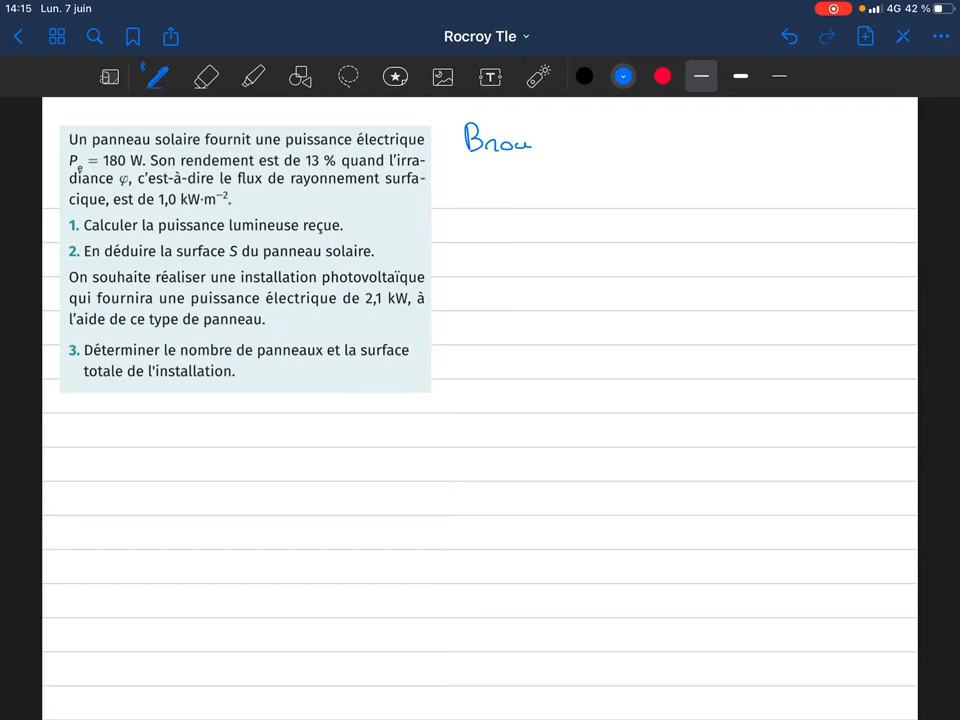 14:15 Lun. 7 juin
4G 42 %
Rocroy Tle
Un panneau solaire fournit une puissance électrique
Pe = 180 W. Son rendement est de 13 % quand l'irra-
diance φ, c'est-à-dire le flux de rayonnement surfa-
cique, est de 1,0 kW·m⁻².
1. Calculer la puissance lumineuse reçue.
2. En déduire la surface S du panneau solaire.
On souhaite réaliser une installation photovoltaïque
qui fournira une puissance électrique de 2,1 kW, à
l'aide de ce type de panneau.
3. Déterminer le nombre de panneaux et la surface
totale de l'installation.
Brou